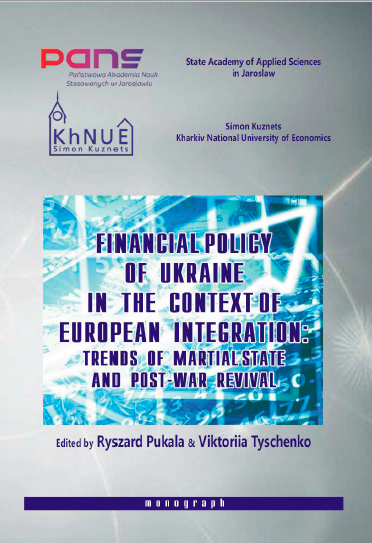 pans
Państwowa Akademia Nauk
Stosowanych w Jarosławiu
State Academy of Applied Sciences
in Jaroslaw
KhNUE
Simon Kuznets
Simon Kuznets
Kharkiv National University of Economics
FINANCIAL POLICY
OF UKRAINE
IN THE CONTEXT OF
EUROPEAN INTEGRATION:
TRENDS OF MARTIAL STATE
AND POST-WAR REVIVAL
Edited by Ryszard Pukala & Viktoriia Tyschenko
monograph